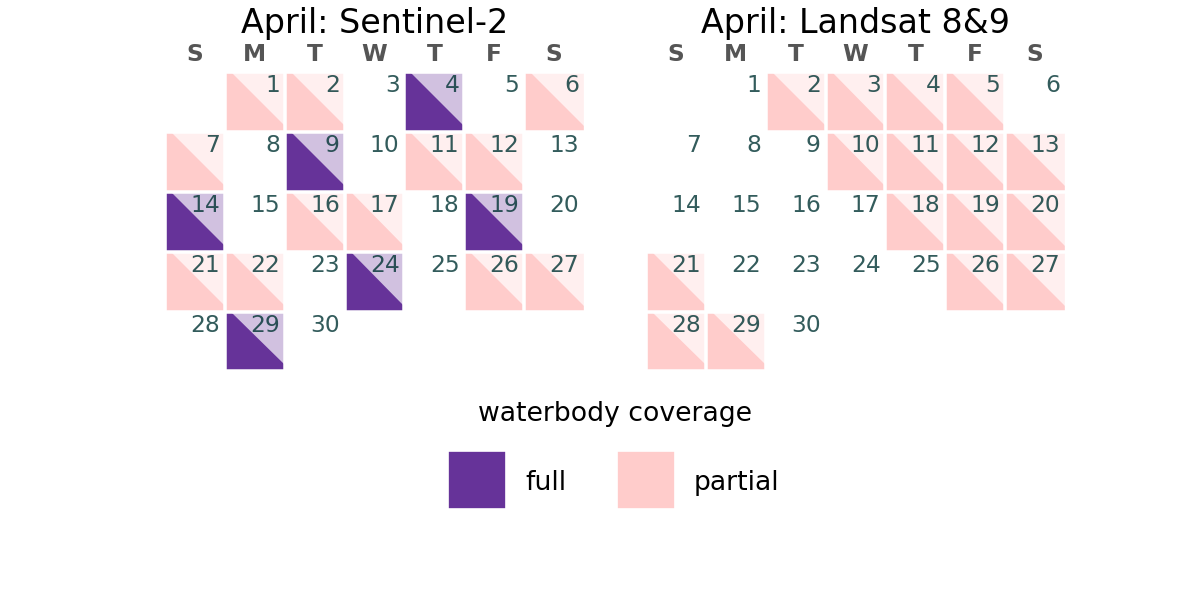 April: Sentinel-2
S M T W T F S
1 2 3 4 5 6
7 8 9 10 11 12 13
14 15 16 17 18 19 20
21 22 23 24 25 26 27
28 29 30
April: Landsat 8&9
S M T W T F S
1 2 3 4 5 6
7 8 9 10 11 12 13
14 15 16 17 18 19 20
21 22 23 24 25 26 27
28 29 30
waterbody coverage
full partial